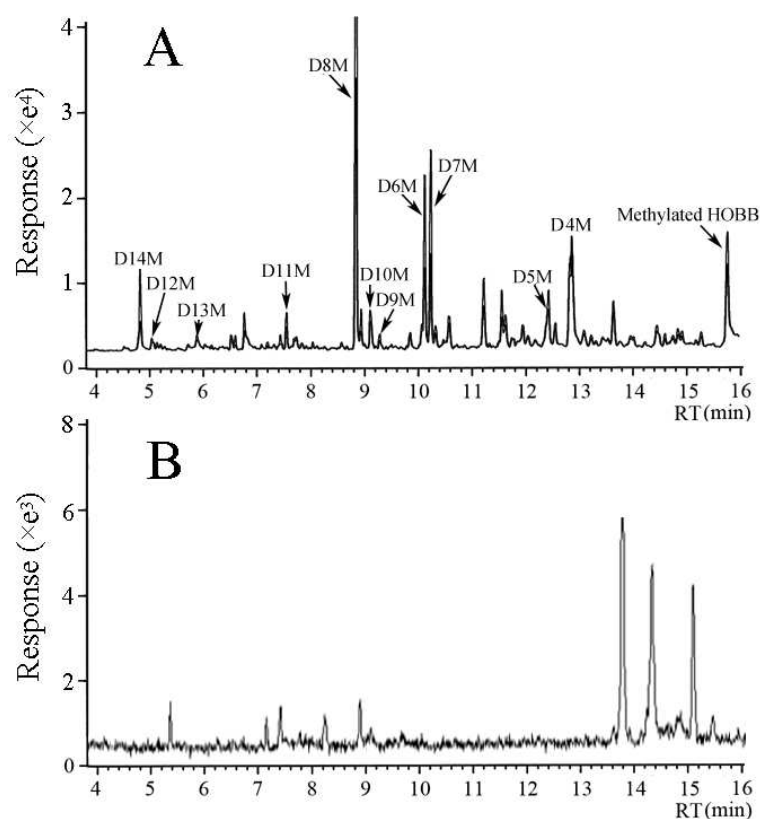 A
Response (×e⁴)
4
3
2
1
0
D8M
D7M
D6M
Methylated HOBB
D4M
D14M
D12M
D13M
D11M
D10M
D9M
D5M
4 5 6 7 8 9 10 11 12 13 14 15 16
RT(min)
B
Response (×e³)
8
6
4
2
0
4 5 6 7 8 9 10 11 12 13 14 15 16
RT(min)